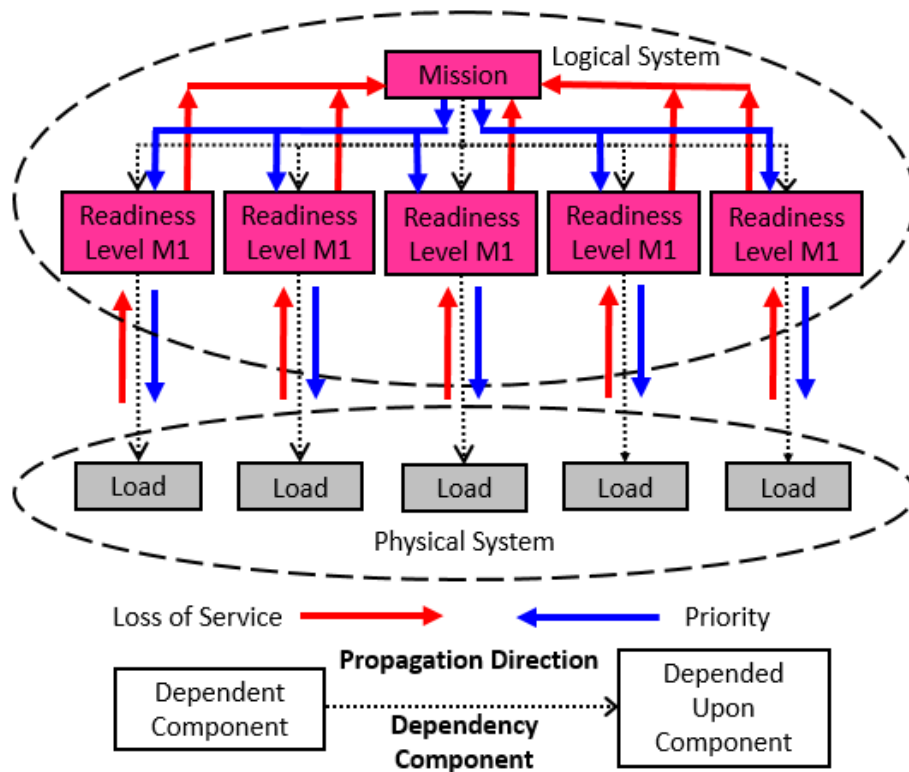 Logical System
Mission
Readiness
Level M1
Readiness
Level M1
Readiness
Level M1
Readiness
Level M1
Readiness
Level M1
Load
Load
Load
Load
Load
Physical System
Loss of Service
Priority
Propagation Direction
Dependent
Component
Dependency
Component
Depended
Upon
Component